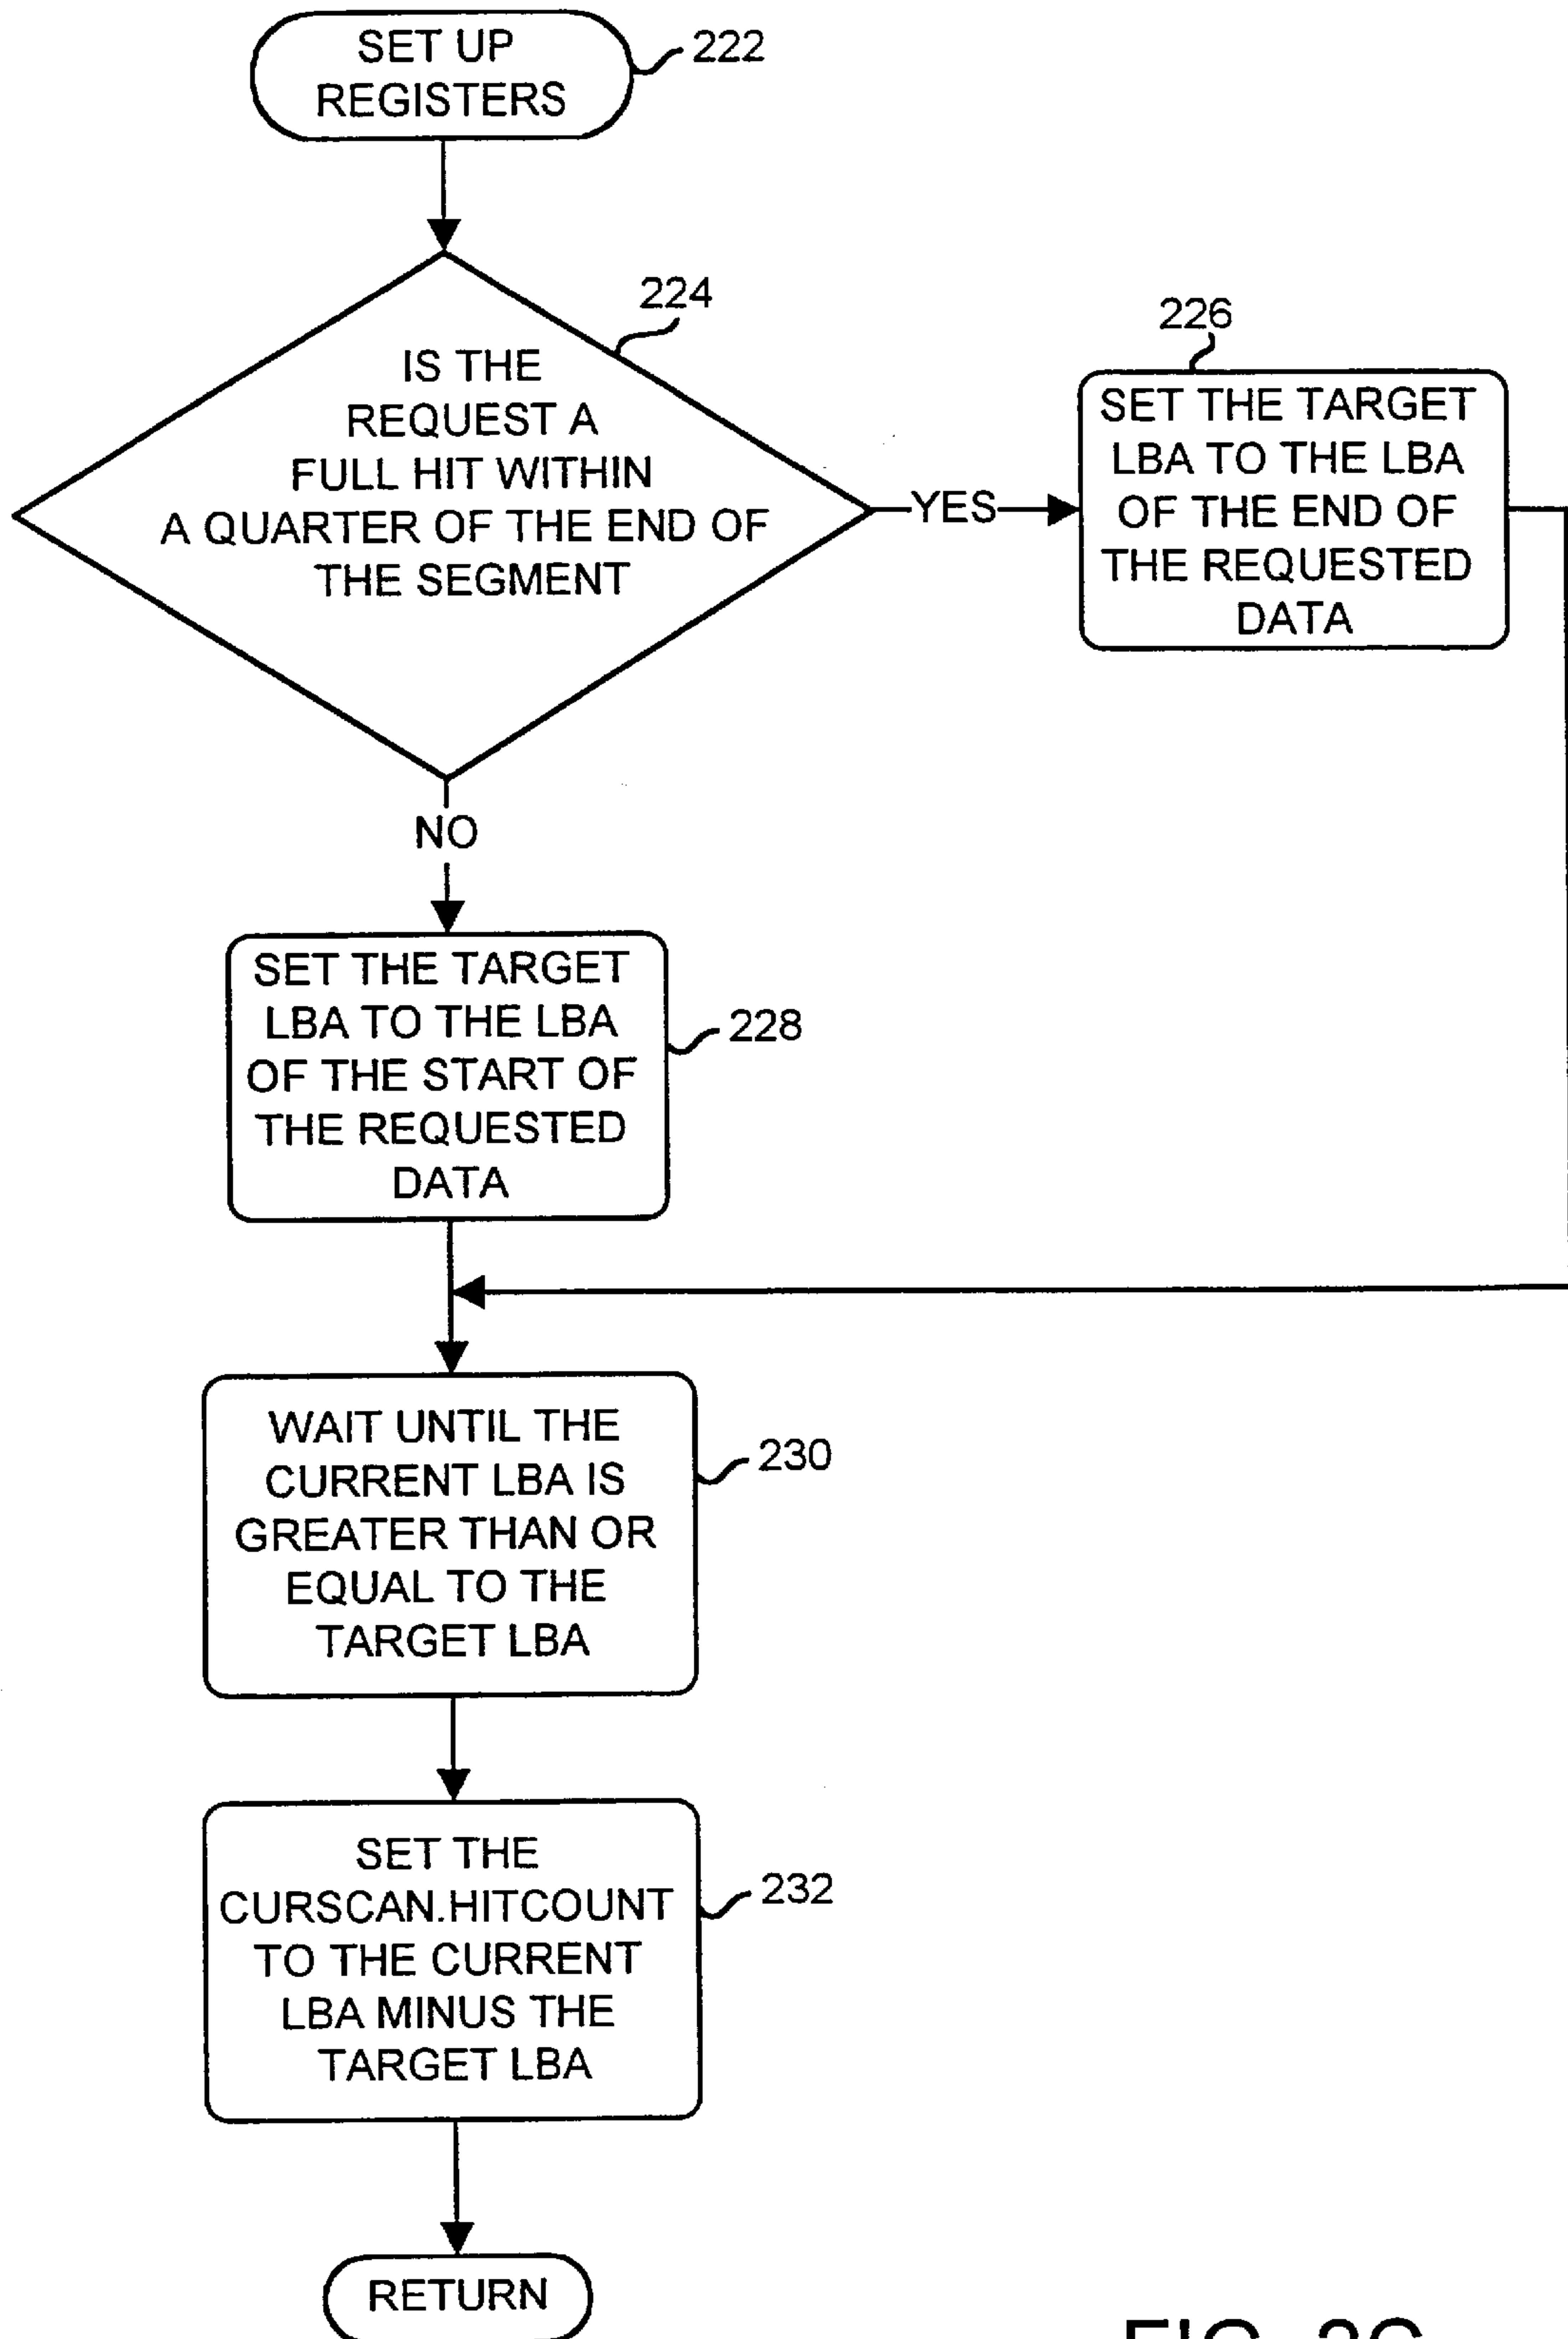 SET UP
REGISTERS
222
224
IS THE
REQUEST A
FULL HIT WITHIN
A QUARTER OF THE END OF
THE SEGMENT
YES
226
SET THE TARGET
LBA TO THE LBA
OF THE END OF
THE REQUESTED
DATA
NO
SET THE TARGET
LBA TO THE LBA
OF THE START OF
THE REQUESTED
DATA
228
WAIT UNTIL THE
CURRENT LBA IS
GREATER THAN OR
EQUAL TO THE
TARGET LBA
230
SET THE
CURSCAN.HITCOUNT
TO THE CURRENT
LBA MINUS THE
TARGET LBA
232
RETURN